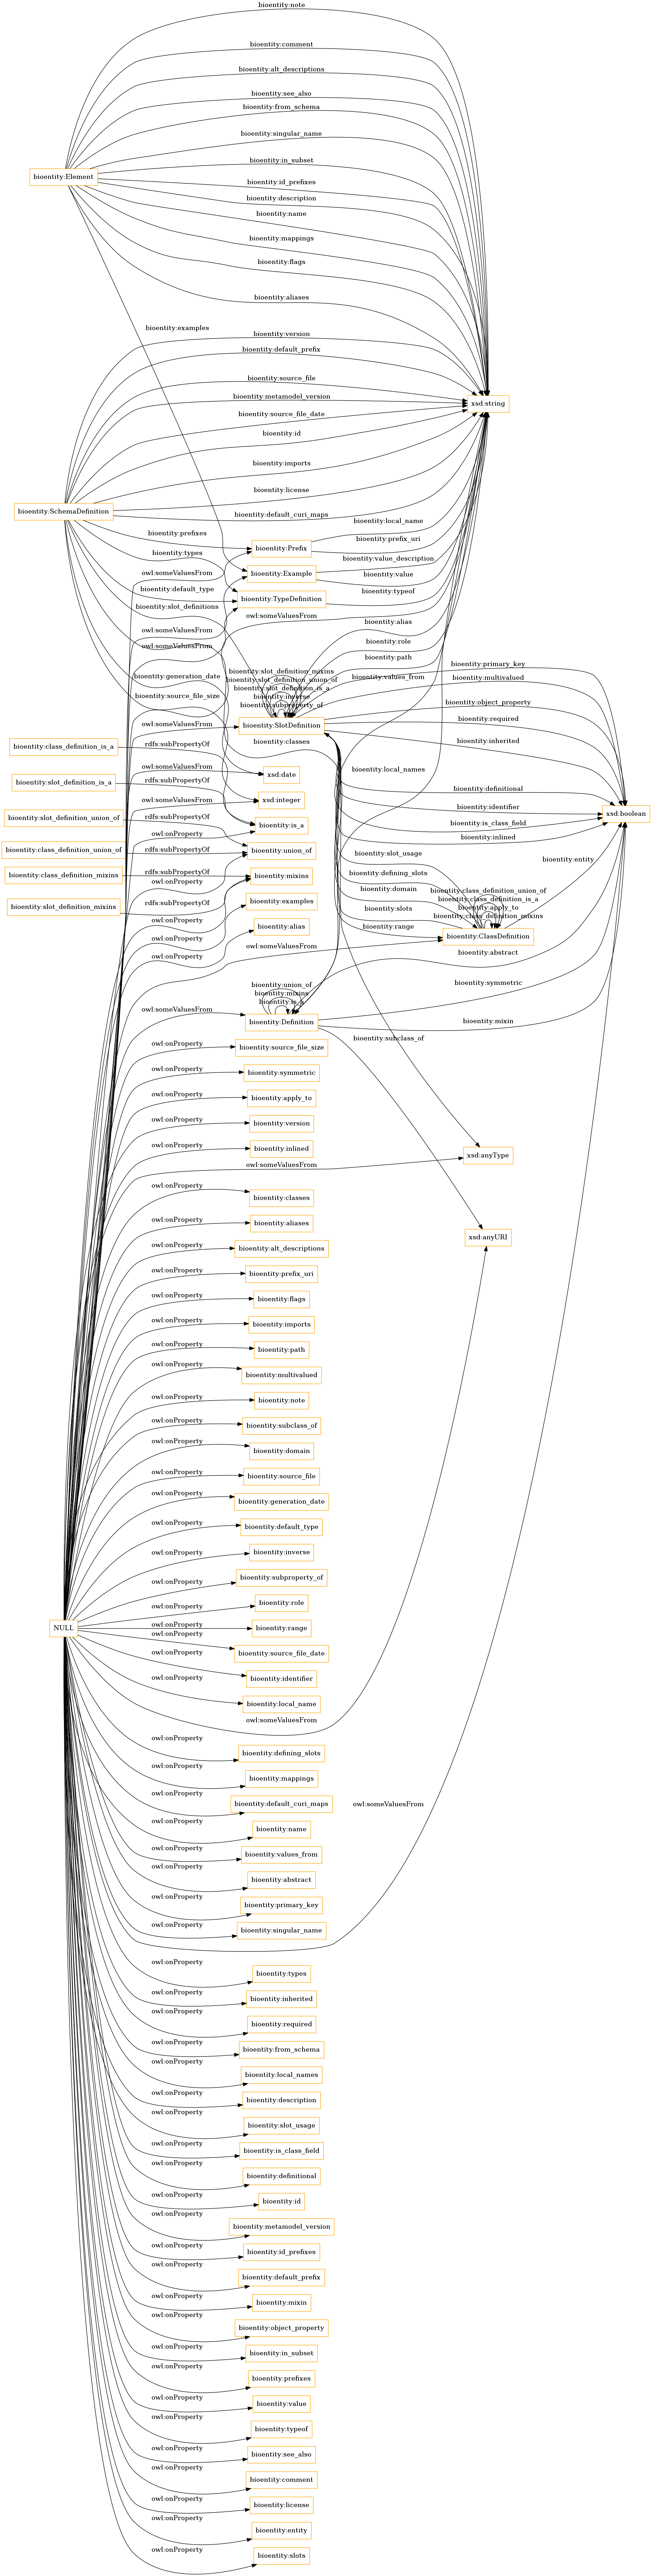 bioentity:note
bioentity:comment
bioentity:alt_descriptions
bioentity:see_also
bioentity:from_schema
bioentity:singular_name
bioentity:in_subset
bioentity:Element
bioentity:id_prefixes
bioentity:description
bioentity:name
bioentity:mappings
bioentity:flags
bioentity:aliases
bioentity:examples
bioentity:version
bioentity:default_prefix
bioentity:source_file
bioentity:metamodel_version
xsd:string
bioentity:source_file_date
bioentity:id
bioentity:imports
bioentity:license
bioentity:SchemaDefinition
bioentity:default_curi_maps
bioentity:local_name
bioentity:prefixes
bioentity:prefix_uri
bioentity:Prefix
bioentity:types
bioentity:value_description
owl:someValuesFrom
bioentity:Example
bioentity:value
bioentity:default_type
bioentity:typeof
bioentity:TypeDefinition
bioentity:slot_definitions
owl:someValuesFrom
bioentity:alias
owl:someValuesFrom
bioentity:role
owl:someValuesFrom
bioentity:path
bioentity:primary_key
bioentity:slot_definition_mixins
bioentity:generation_date
bioentity:values_from
bioentity:multivalued
bioentity:slot_definition_union_of
bioentity:slot_definition_is_a
bioentity:source_file_size
bioentity:inverse
bioentity:subproperty_of
bioentity:object_property
owl:someValuesFrom
bioentity:SlotDefinition
bioentity:required
bioentity:classes
bioentity:inherited
bioentity:class_definition_is_a
rdfs:subPropertyOf
owl:someValuesFrom
xsd:date
bioentity:local_names
bioentity:slot_definition_is_a
rdfs:subPropertyOf
bioentity:definitional
owl:someValuesFrom
xsd:integer
bioentity:identifier
xsd:boolean
bioentity:slot_definition_union_of
rdfs:subPropertyOf
bioentity:is_a
bioentity:is_class_field
owl:onProperty
bioentity:inlined
bioentity:class_definition_union_of
rdfs:subPropertyOf
bioentity:union_of
bioentity:slot_usage
bioentity:entity
bioentity:class_definition_mixins
rdfs:subPropertyOf
bioentity:mixins
bioentity:defining_slots
owl:onProperty
bioentity:domain
bioentity:class_definition_union_of
bioentity:class_definition_is_a
bioentity:slot_definition_mixins
rdfs:subPropertyOf
bioentity:examples
bioentity:slots
bioentity:apply_to
bioentity:class_definition_mixins
owl:onProperty
bioentity:alias
bioentity:range
bioentity:ClassDefinition
owl:onProperty
owl:someValuesFrom
bioentity:abstract
owl:onProperty
bioentity:union_of
bioentity:mixins
bioentity:is_a
bioentity:symmetric
owl:someValuesFrom
bioentity:Definition
bioentity:mixin
bioentity:subclass_of
owl:onProperty
bioentity:source_file_size
owl:onProperty
bioentity:symmetric
owl:onProperty
bioentity:apply_to
owl:onProperty
bioentity:version
owl:onProperty
bioentity:inlined
xsd:anyType
owl:someValuesFrom
owl:onProperty
bioentity:classes
owl:onProperty
bioentity:aliases
xsd:anyURI
owl:onProperty
bioentity:alt_descriptions
owl:onProperty
bioentity:prefix_uri
owl:onProperty
bioentity:flags
owl:onProperty
bioentity:imports
owl:onProperty
bioentity:path
owl:onProperty
bioentity:multivalued
owl:onProperty
bioentity:note
owl:onProperty
bioentity:subclass_of
owl:onProperty
bioentity:domain
owl:onProperty
bioentity:source_file
owl:onProperty
bioentity:generation_date
owl:onProperty
bioentity:default_type
owl:onProperty
bioentity:inverse
owl:onProperty
bioentity:subproperty_of
owl:onProperty
bioentity:role
NULL
owl:onProperty
bioentity:range
owl:onProperty
bioentity:source_file_date
owl:onProperty
bioentity:identifier
owl:onProperty
bioentity:local_name
owl:someValuesFrom
owl:onProperty
bioentity:defining_slots
owl:onProperty
bioentity:mappings
owl:onProperty
bioentity:default_curi_maps
owl:someValuesFrom
owl:onProperty
bioentity:name
owl:onProperty
bioentity:values_from
owl:onProperty
bioentity:abstract
owl:onProperty
bioentity:primary_key
owl:onProperty
bioentity:singular_name
owl:onProperty
bioentity:types
owl:onProperty
bioentity:inherited
owl:onProperty
bioentity:required
owl:onProperty
bioentity:from_schema
owl:onProperty
bioentity:local_names
owl:onProperty
bioentity:description
owl:onProperty
bioentity:slot_usage
owl:onProperty
bioentity:is_class_field
owl:onProperty
bioentity:definitional
owl:onProperty
bioentity:id
owl:onProperty
bioentity:metamodel_version
owl:onProperty
bioentity:id_prefixes
owl:onProperty
bioentity:default_prefix
owl:onProperty
bioentity:mixin
owl:onProperty
bioentity:object_property
owl:onProperty
bioentity:in_subset
owl:onProperty
bioentity:prefixes
owl:onProperty
bioentity:value
owl:onProperty
bioentity:typeof
owl:onProperty
bioentity:see_also
owl:onProperty
bioentity:comment
owl:onProperty
bioentity:license
owl:onProperty
bioentity:entity
owl:onProperty
bioentity:slots